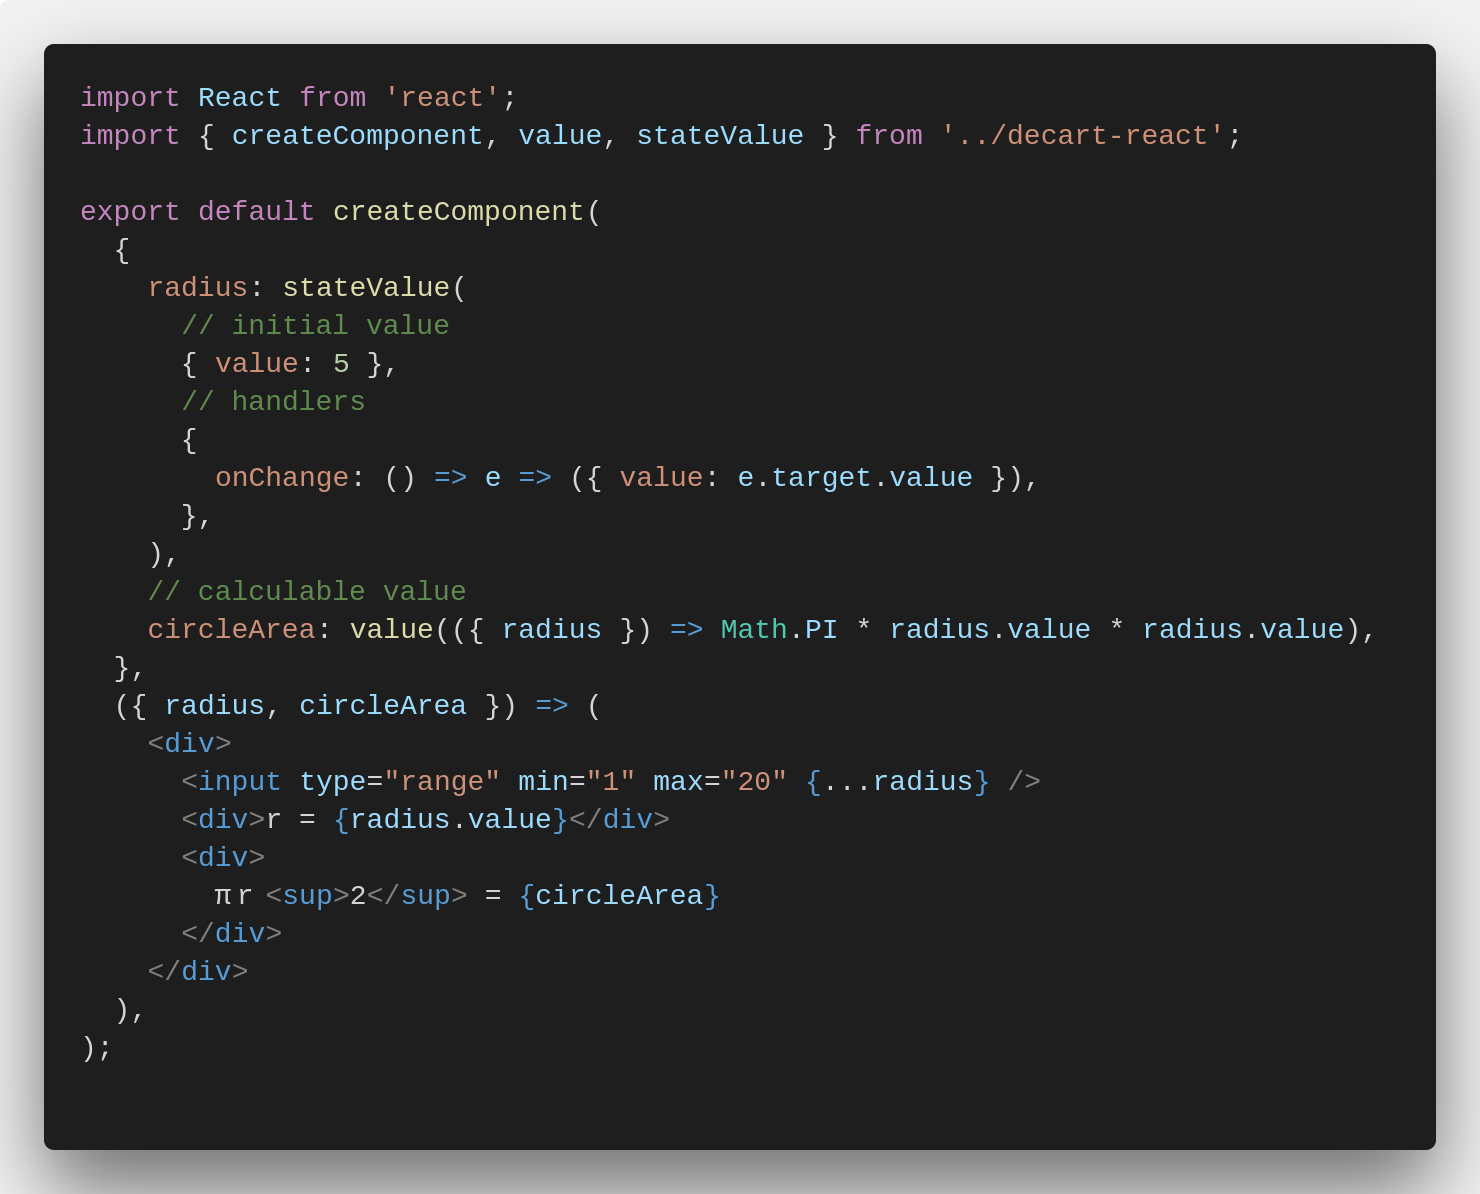 import React from 'react';
import { createComponent, value, stateValue } from '../decart-react';

export default createComponent(
  {
    radius: stateValue(
      // initial value
      { value: 5 },
      // handlers
      {
        onChange: () => e => ({ value: e.target.value }),
      },
    ),
    // calculable value
    circleArea: value(({ radius }) => Math.PI * radius.value * radius.value),
  },
  ({ radius, circleArea }) => (
    <div>
      <input type="range" min="1" max="20" {...radius} />
      <div>r = {radius.value}</div>
      <div>
        πr <sup>2</sup> = {circleArea}
      </div>
    </div>
  ),
);